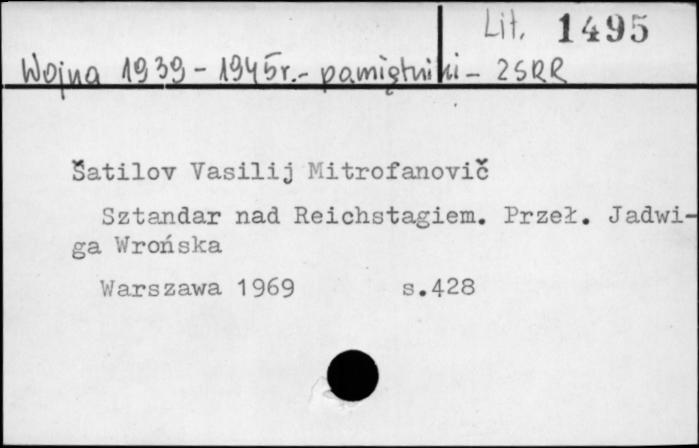 Lit. 1495
Wojna 1939-1945r.- pamiętniki - ZSRR
Šatilov Vasilij Mitrofanovič
Sztandar nad Reichstagiem. Przeł. Jadwi-
ga Wrońska
Warszawa 1969 s.428